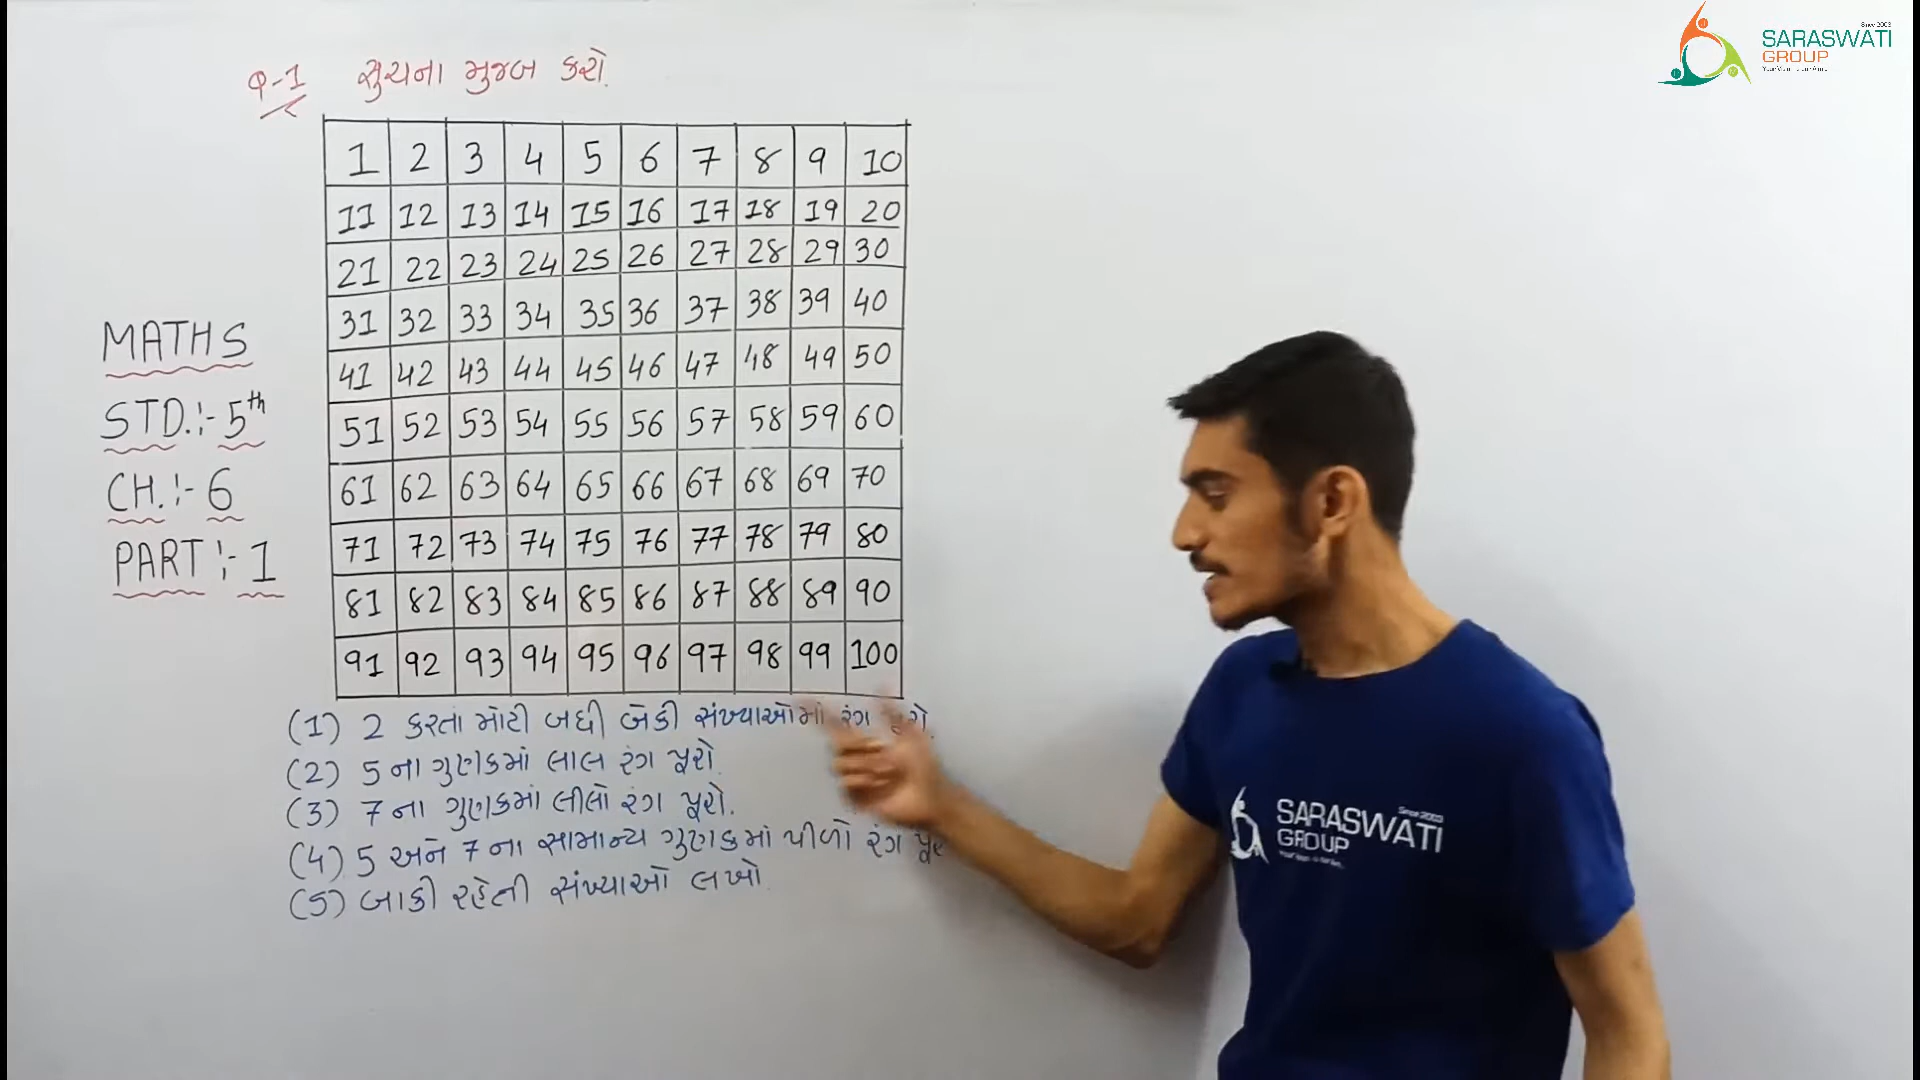 Since 2003
SARASWATI
GROUP
Q-1 સુચના મુજબ કરો.
1 2 3 4 5 6 7 8 9 10
11 12 13 14 15 16 17 18 19 20
21 22 23 24 25 26 27 28 29 30
31 32 33 34 35 36 37 38 39 40
41 42 43 44 45 46 47 48 49 50
51 52 53 54 55 56 57 58 59 60
61 62 63 64 65 66 67 68 69 70
71 72 73 74 75 76 77 78 79 80
81 82 83 84 85 86 87 88 89 90
91 92 93 94 95 96 97 98 99 100
MATHS
STD.:- 5th
CH.:- 6
PART:- 1
(1) 2 કરતાં મોટી બધી બેકી સંખ્યાઓમાં રંગ પૂરો.
(2) 5 ના ગુણકમાં લાલ રંગ પૂરો.
(3) 7 ના ગુણકમાં લીલો રંગ પૂરો.
(4) 5 અને 7 ના સામાન્ય ગુણકમાં પીળો રંગ
(5) બાકી રહેતી સંખ્યાઓ લખો.
Since 2003
SARASWATI
GROUP